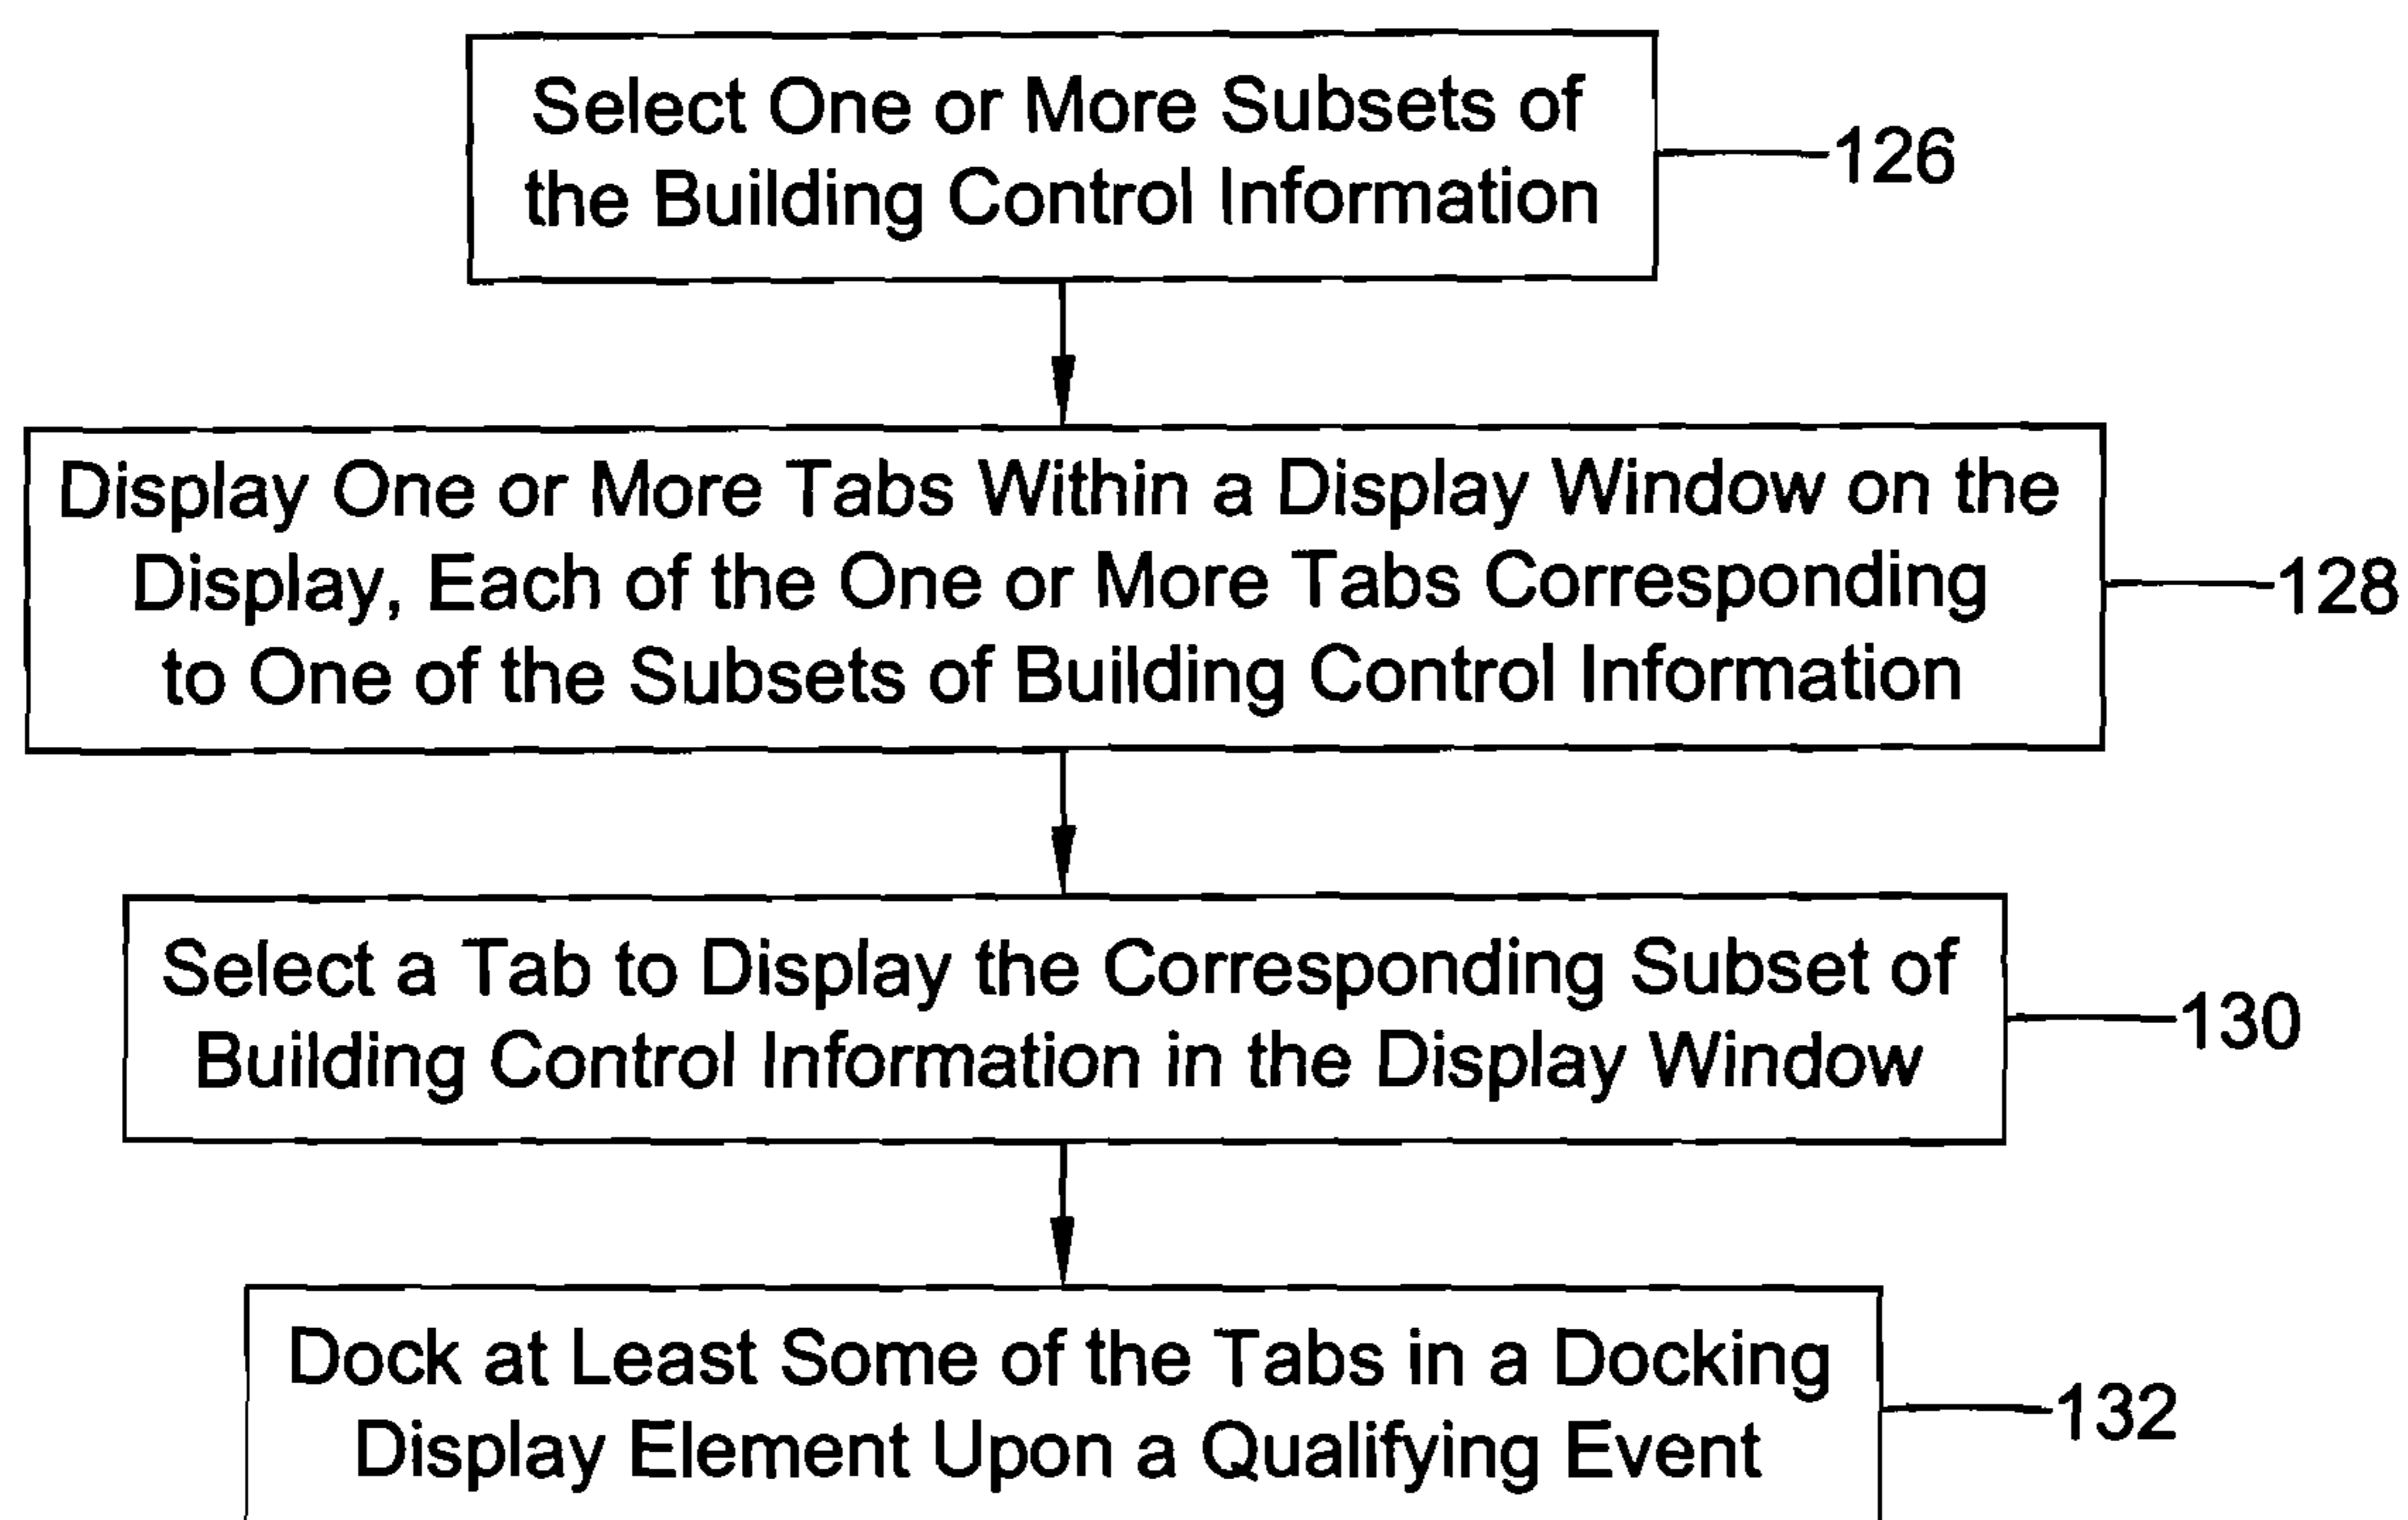 Select One or More Subsets of
the Building Control Information
126
Display One or More Tabs Within a Display Window on the
Display, Each of the One or More Tabs Corresponding
to One of the Subsets of Building Control Information
128
Select a Tab to Display the Corresponding Subset of
Building Control Information in the Display Window
130
Dock at Least Some of the Tabs in a Docking
Display Element Upon a Qualifying Event
132